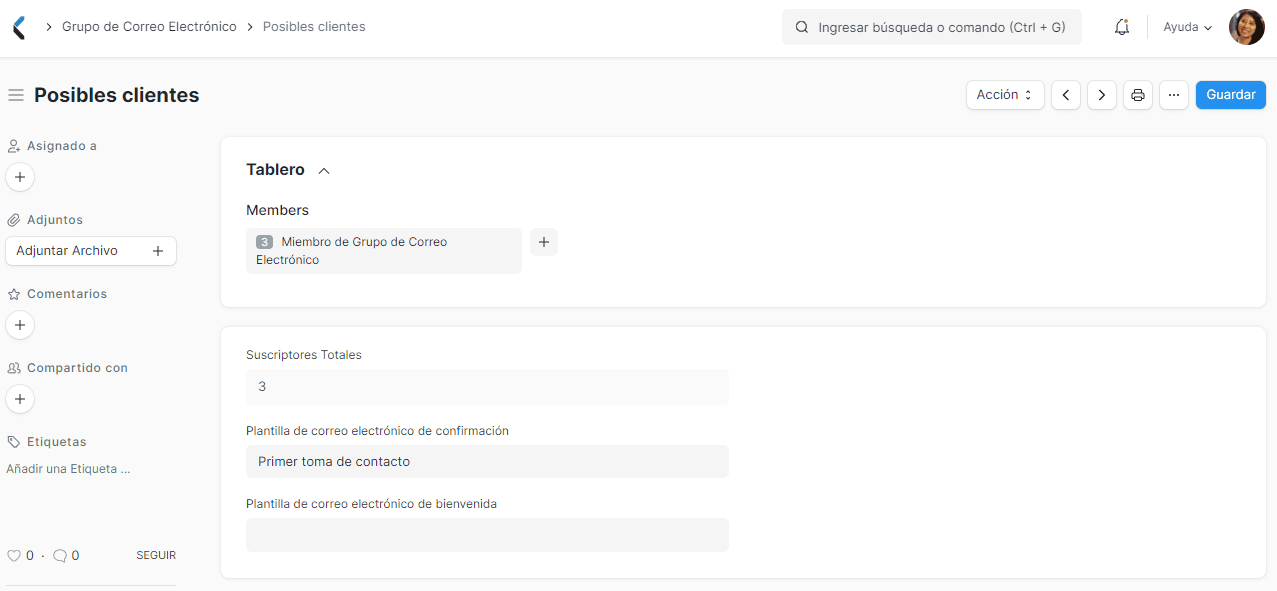 Grupo de Correo Electrónico
Posibles clientes
Ingresar búsqueda o comando (Ctrl + G)
Ayuda
Posibles clientes
Acción
Guardar
Asignado a
Adjuntos
Adjuntar Archivo
Comentarios
Compartido con
Etiquetas
Añadir una Etiqueta ...
0 · 0 SEGUIR
Tablero
Members
3 Miembro de Grupo de Correo
Electrónico
Suscriptores Totales
3
Plantilla de correo electrónico de confirmación
Primer toma de contacto
Plantilla de correo electrónico de bienvenida